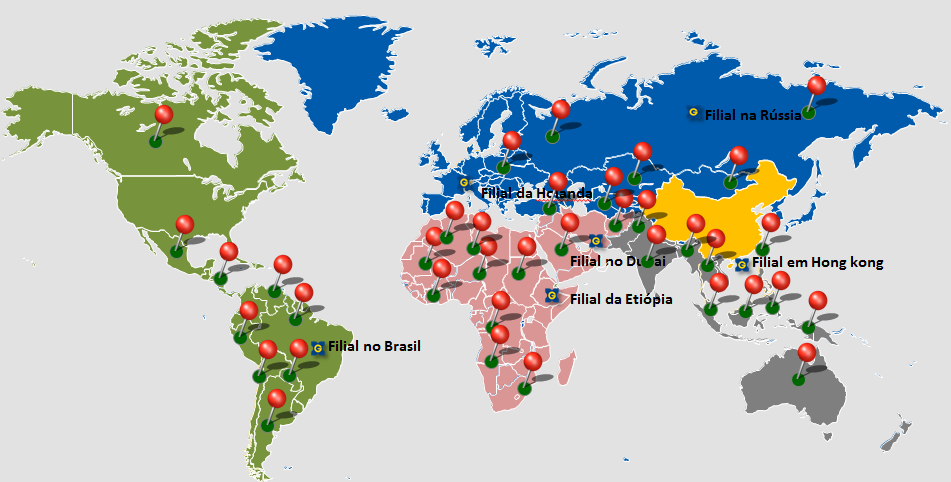 Filial na Rússia
Filial da Holanda
Filial no Dubai
Filial em Hong kong
Filial da Etiópia
Filial no Brasil
G
G
G
G
G
G